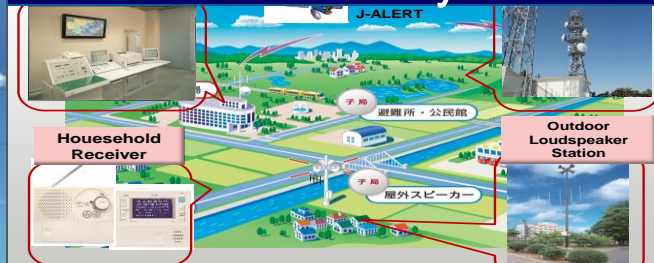 J-ALERT
子局
避難所・公民館
Houesehold
Receiver
Outdoor
Loudspeaker
Station
子局
屋外スピーカー